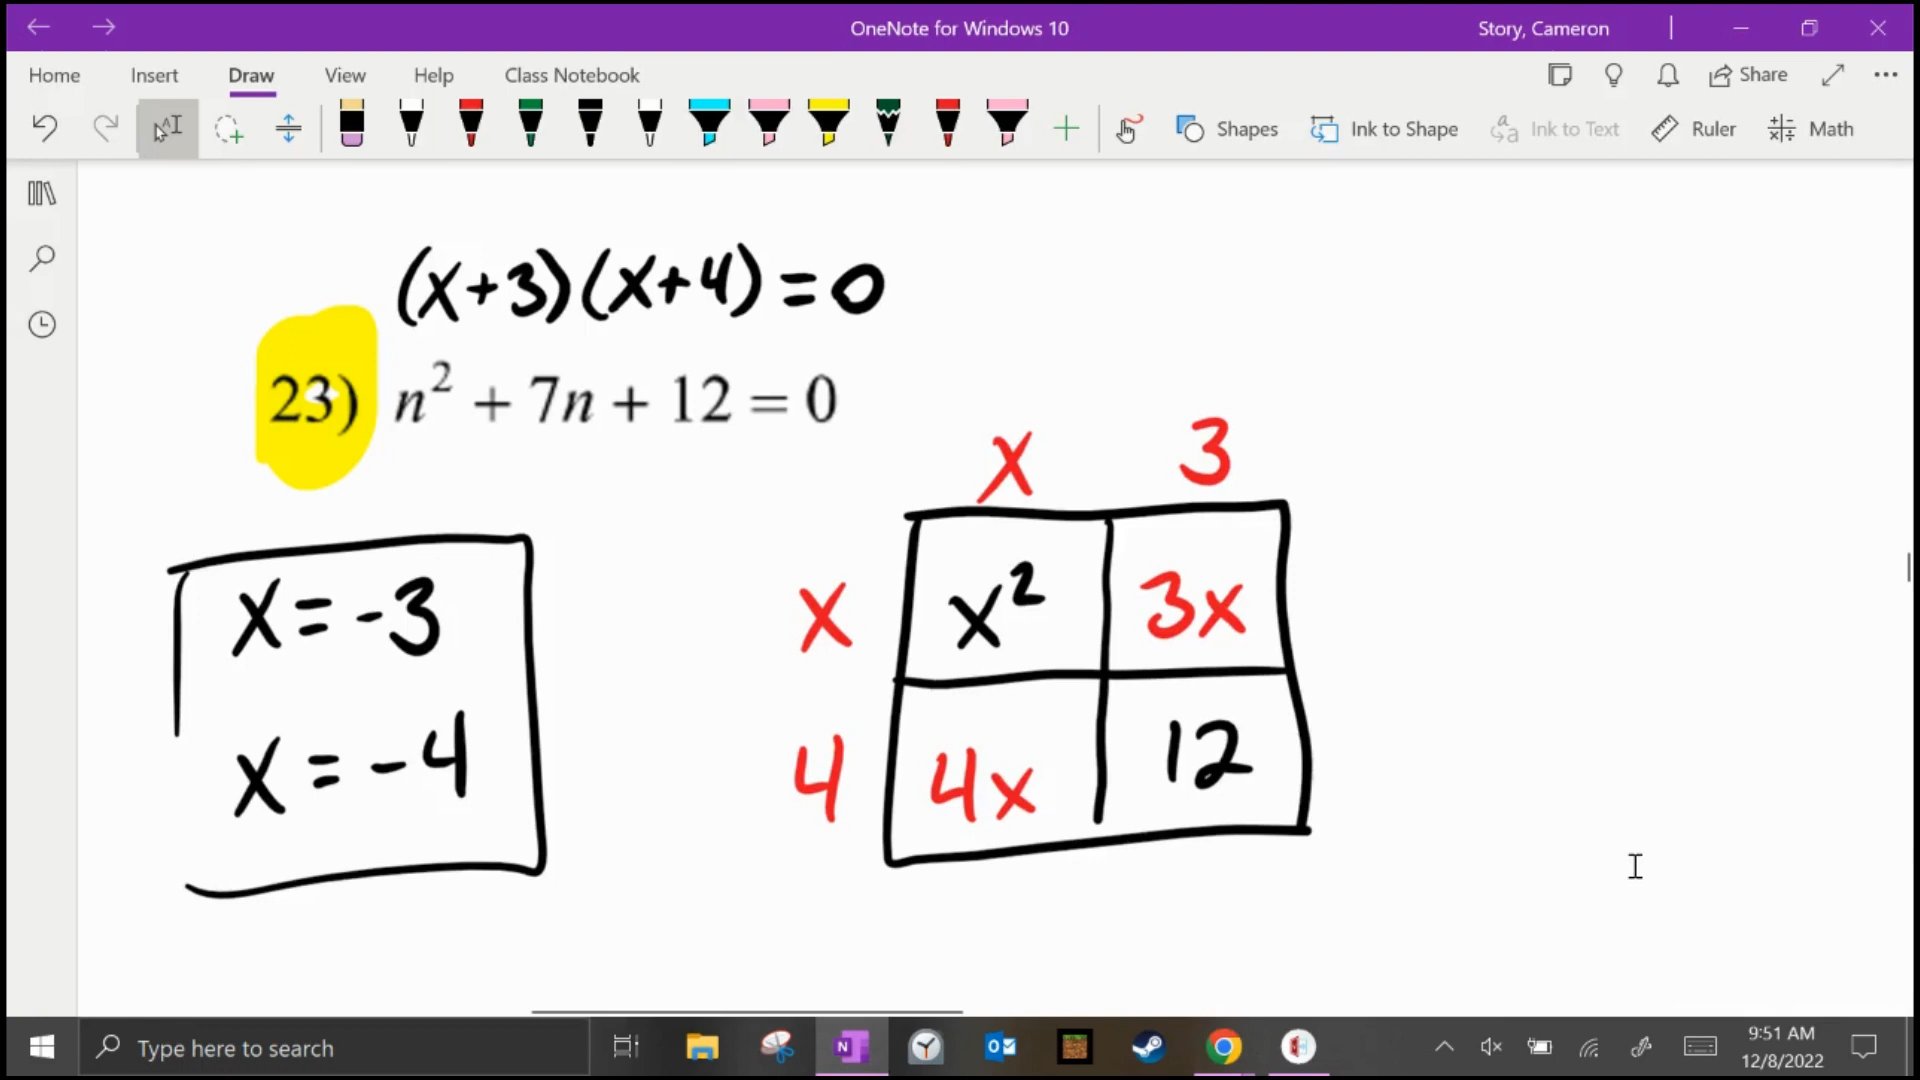 OneNote for Windows 10
Story, Cameron
Home Insert Draw View Help Class Notebook
Share
Shapes Ink to Shape Ink to Text Ruler Math
(x+3)(x+4)=0
23) n² + 7n + 12 = 0
x 3
x x² 3x
4 4x 12
x=-3
x=-4
Type here to search
9:51 AM
12/8/2022